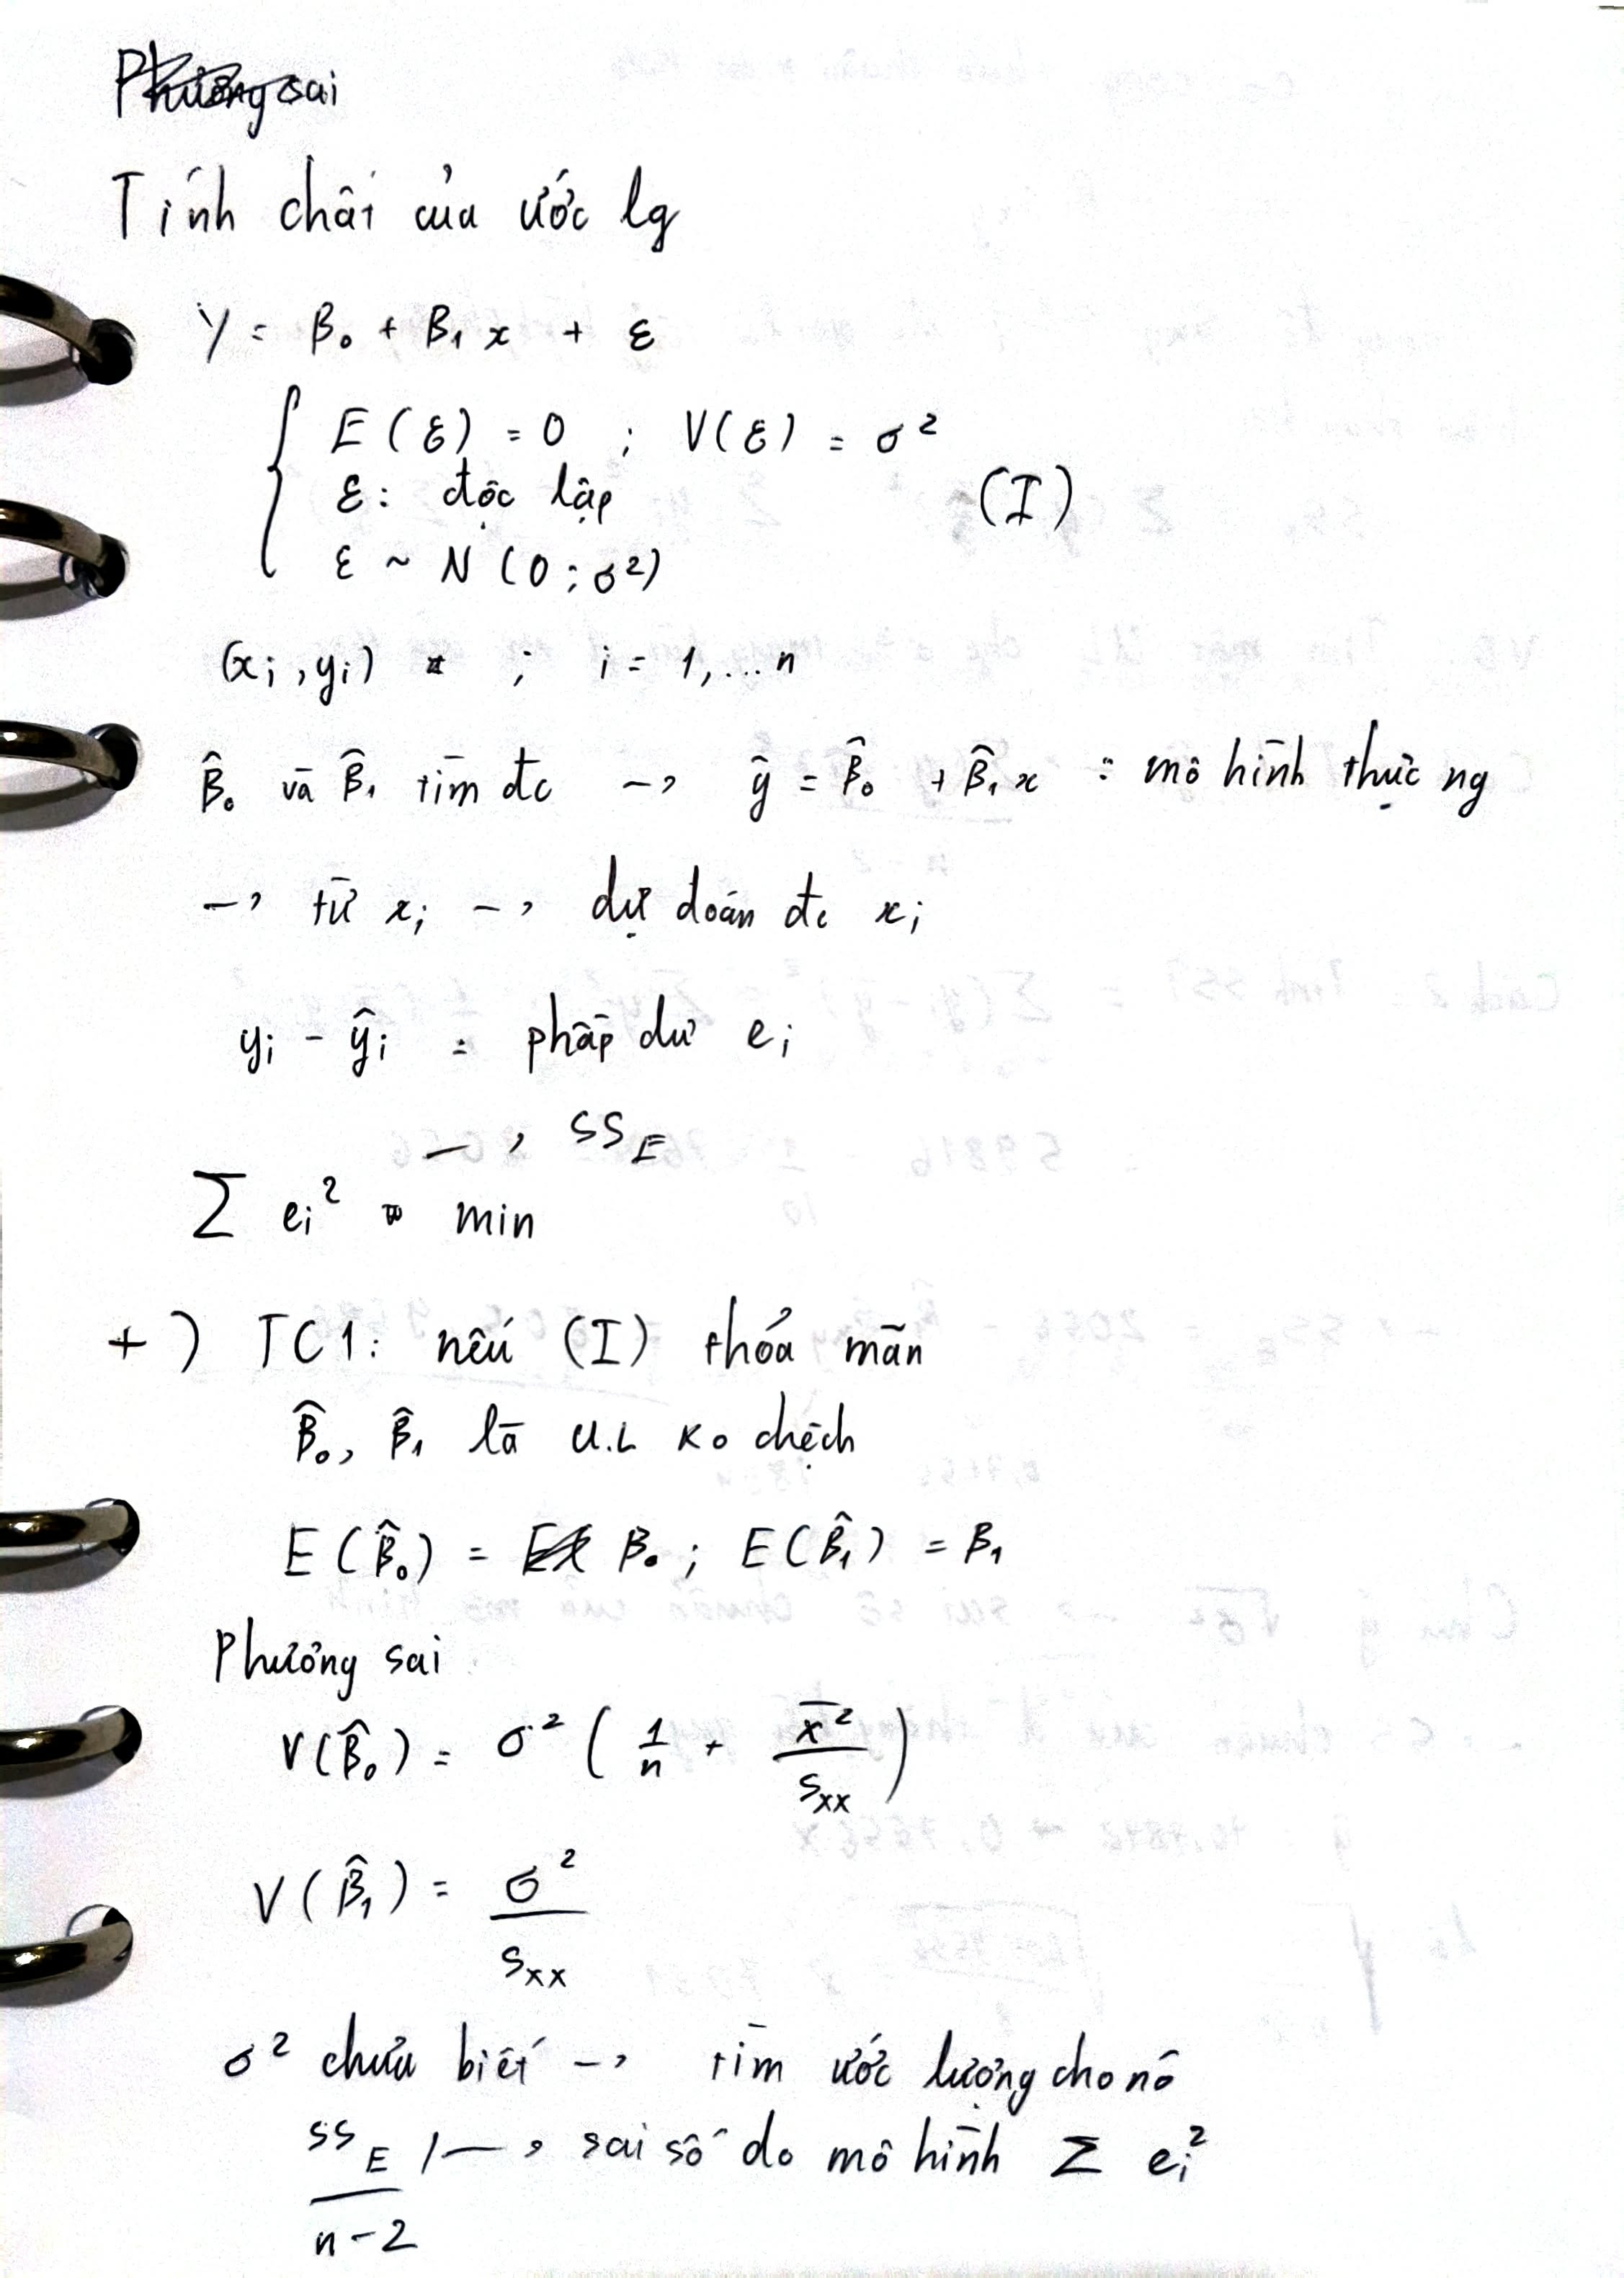 Phương sai
Tính chất của ước lg
Y = β₀ + β₁ x + ε
E(ε) = 0 ; V(ε) = σ²
ε: độc lập (I)
ε ~ N(0; σ²)
(xᵢ, yᵢ) ; i = 1,...n
β̂₀ và β̂₁ tìm đc -> ŷ = β̂₀ + β̂₁ x : mô hình thực ng
-> từ xᵢ -> dự đoán đc xᵢ
yᵢ - ŷᵢ = phần dư eᵢ
-> SS_E
Σ eᵢ² = min
+) TC1: nếu (I) thỏa mãn
β̂₀, β̂₁ là U.L ko chệch
E(β̂₀) = β₀ ; E(β̂₁) = β₁
Phương sai
V(β̂₀) = σ² ( 1/n + x̄²/S_xx )
V(β̂₁) = σ²/S_xx
σ² chưa biết -> tìm ước lượng cho nó
SS_E / -> sai số do mô hình Σ eᵢ²
n-2